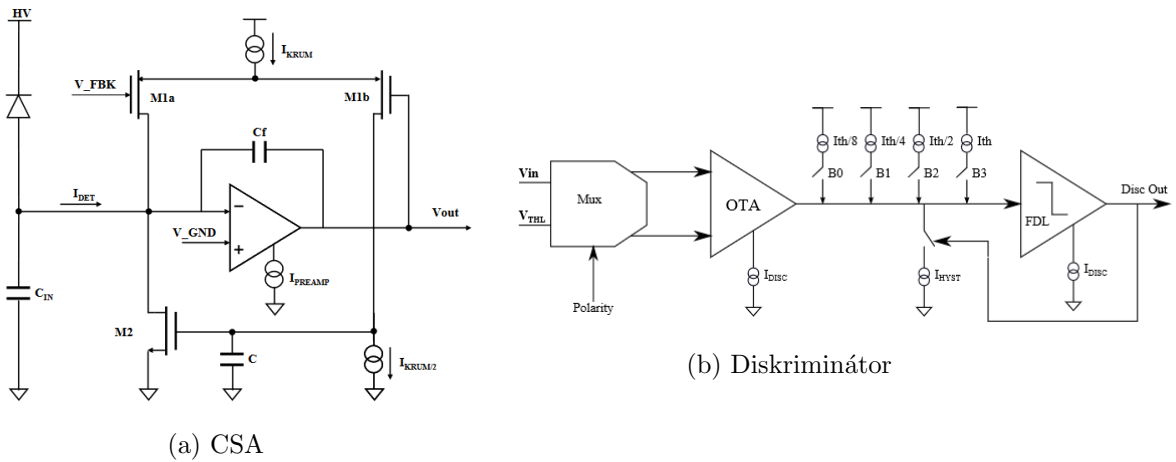 HV
I_KRUM
V_FBK
M1a
M1b
Cf
I_DET
Vout
V_GND
I_PREAMP
C_IN
M2
C
I_KRUM/2
(a) CSA
Ith/8
Ith/4
Ith/2
Ith
B0
B1
B2
B3
Vin
Mux
V_THL
OTA
FDL
Disc Out
I_DISC
I_HYST
I_DISC
Polarity
(b) Diskriminátor